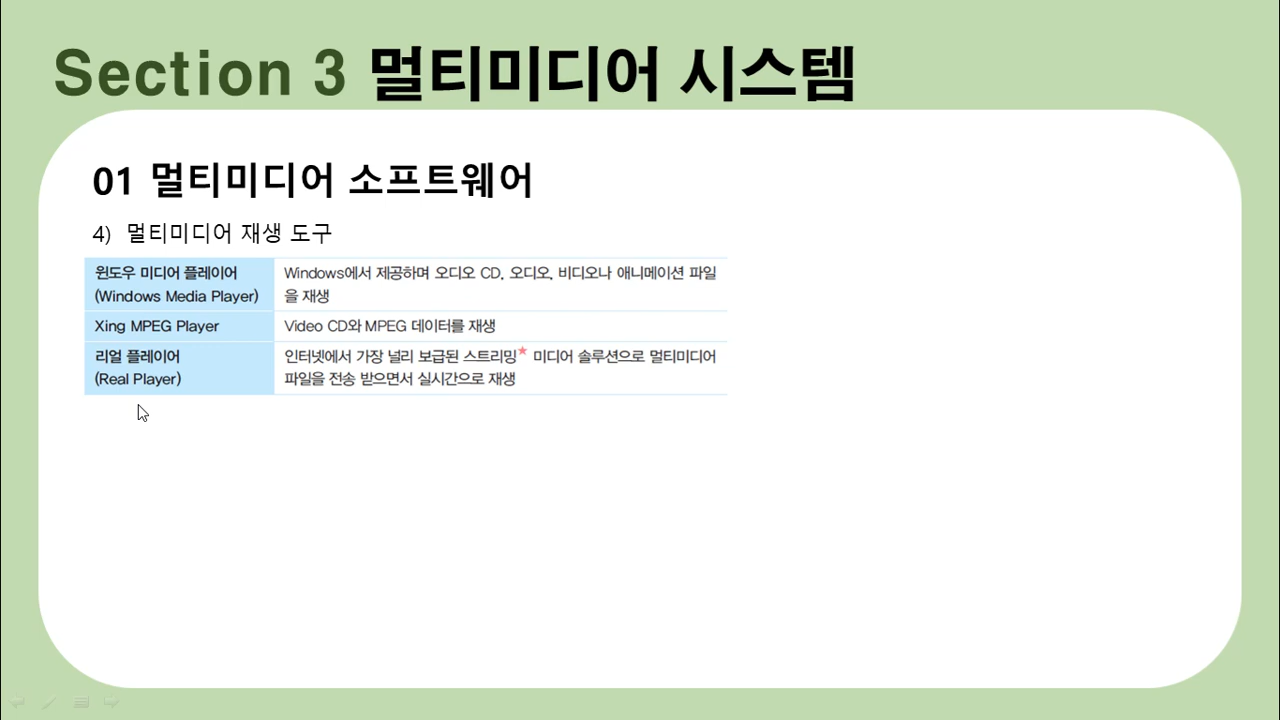 Section 3 멀티미디어 시스템
01 멀티미디어 소프트웨어
4) 멀티미디어 재생 도구
윈도우 미디어 플레이어
(Windows Media Player)
Windows에서 제공하며 오디오 CD, 오디오, 비디오나 애니메이션 파일
을 재생
Xing MPEG Player
Video CD와 MPEG 데이터를 재생
리얼 플레이어
(Real Player)
인터넷에서 가장 널리 보급된 스트리밍★ 미디어 솔루션으로 멀티미디어
파일을 전송 받으면서 실시간으로 재생